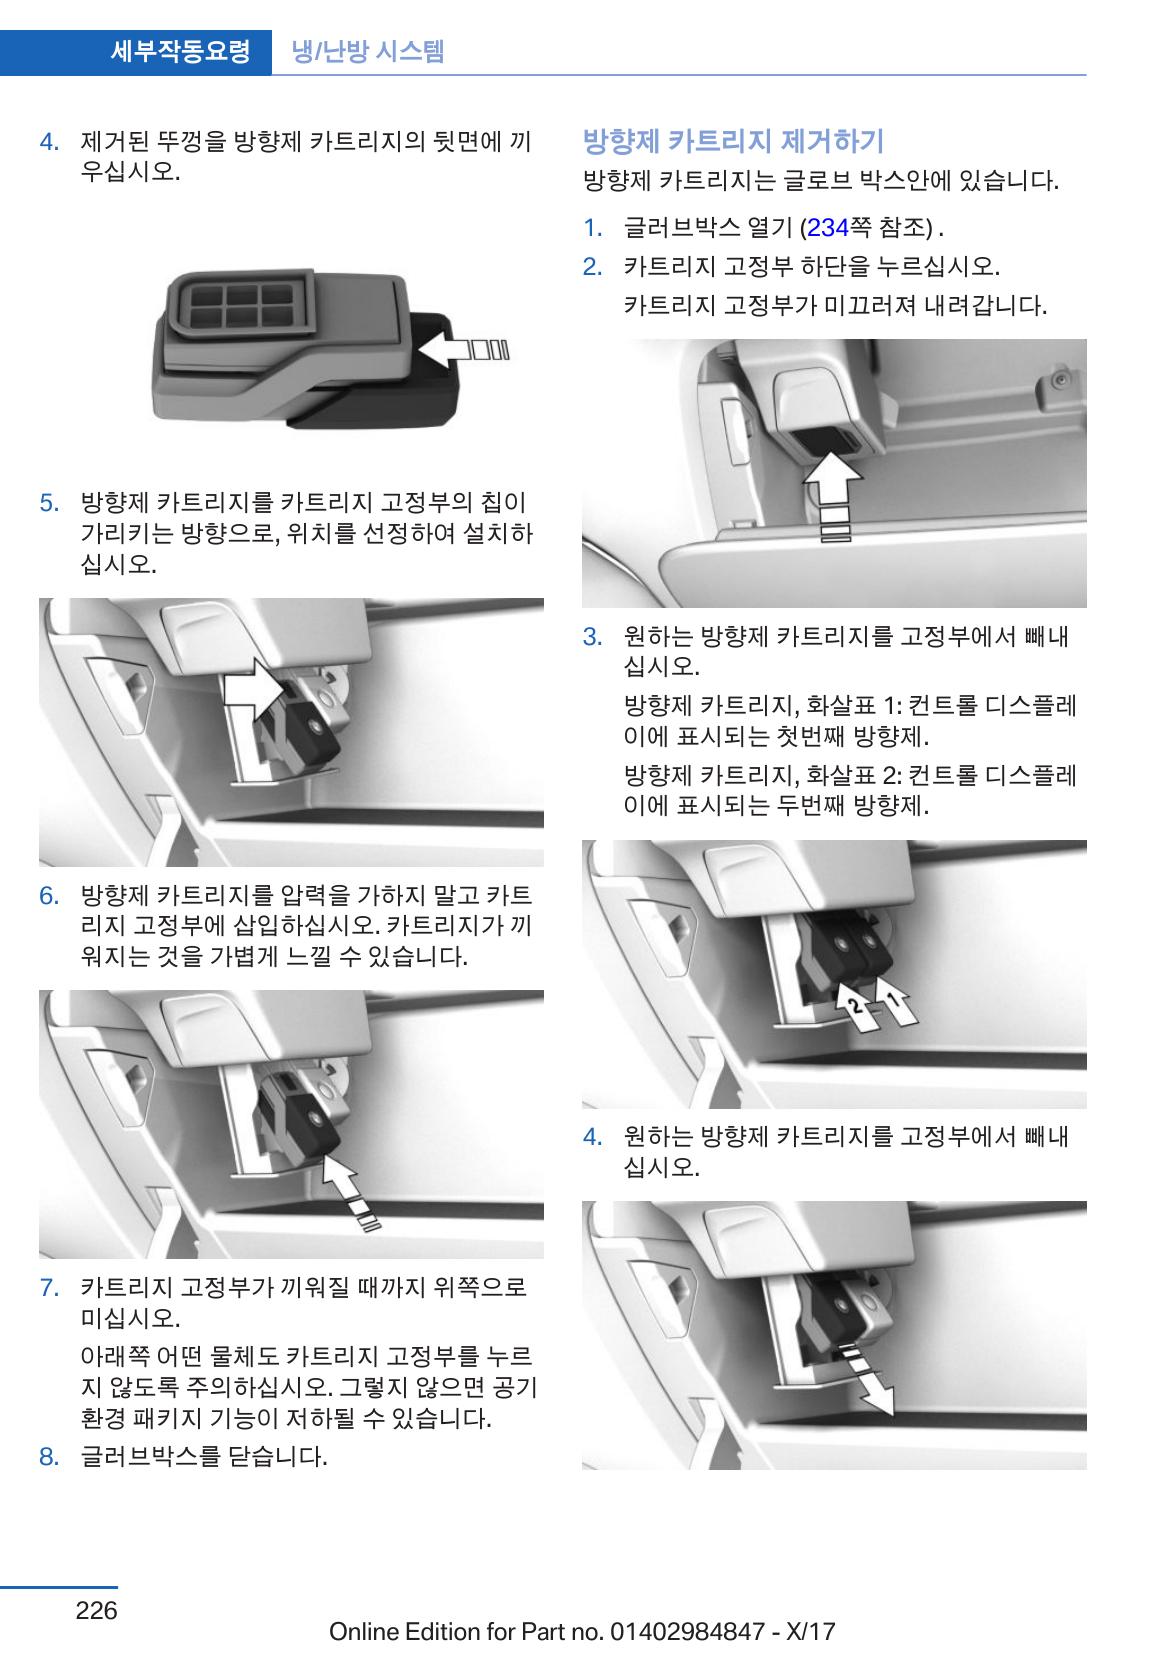 세부작동요령 냉/난방 시스템
4. 제거된 뚜껑을 방향제 카트리지의 뒷면에 끼
우십시오.
5. 방향제 카트리지를 카트리지 고정부의 칩이
가리키는 방향으로, 위치를 선정하여 설치하
십시오.
6. 방향제 카트리지를 압력을 가하지 말고 카트
리지 고정부에 삽입하십시오. 카트리지가 끼
워지는 것을 가볍게 느낄 수 있습니다.
7. 카트리지 고정부가 끼워질 때까지 위쪽으로
미십시오.
아래쪽 어떤 물체도 카트리지 고정부를 누르
지 않도록 주의하십시오. 그렇지 않으면 공기
환경 패키지 기능이 저하될 수 있습니다.
8. 글러브박스를 닫습니다.
방향제 카트리지 제거하기
방향제 카트리지는 글로브 박스안에 있습니다.
1. 글러브박스 열기 (234쪽 참조) .
2. 카트리지 고정부 하단을 누르십시오.
카트리지 고정부가 미끄러져 내려갑니다.
3. 원하는 방향제 카트리지를 고정부에서 빼내
십시오.
방향제 카트리지, 화살표 1: 컨트롤 디스플레
이에 표시되는 첫번째 방향제.
방향제 카트리지, 화살표 2: 컨트롤 디스플레
이에 표시되는 두번째 방향제.
2 1
4. 원하는 방향제 카트리지를 고정부에서 빼내
십시오.
226
Online Edition for Part no. 01402984847 - X/17